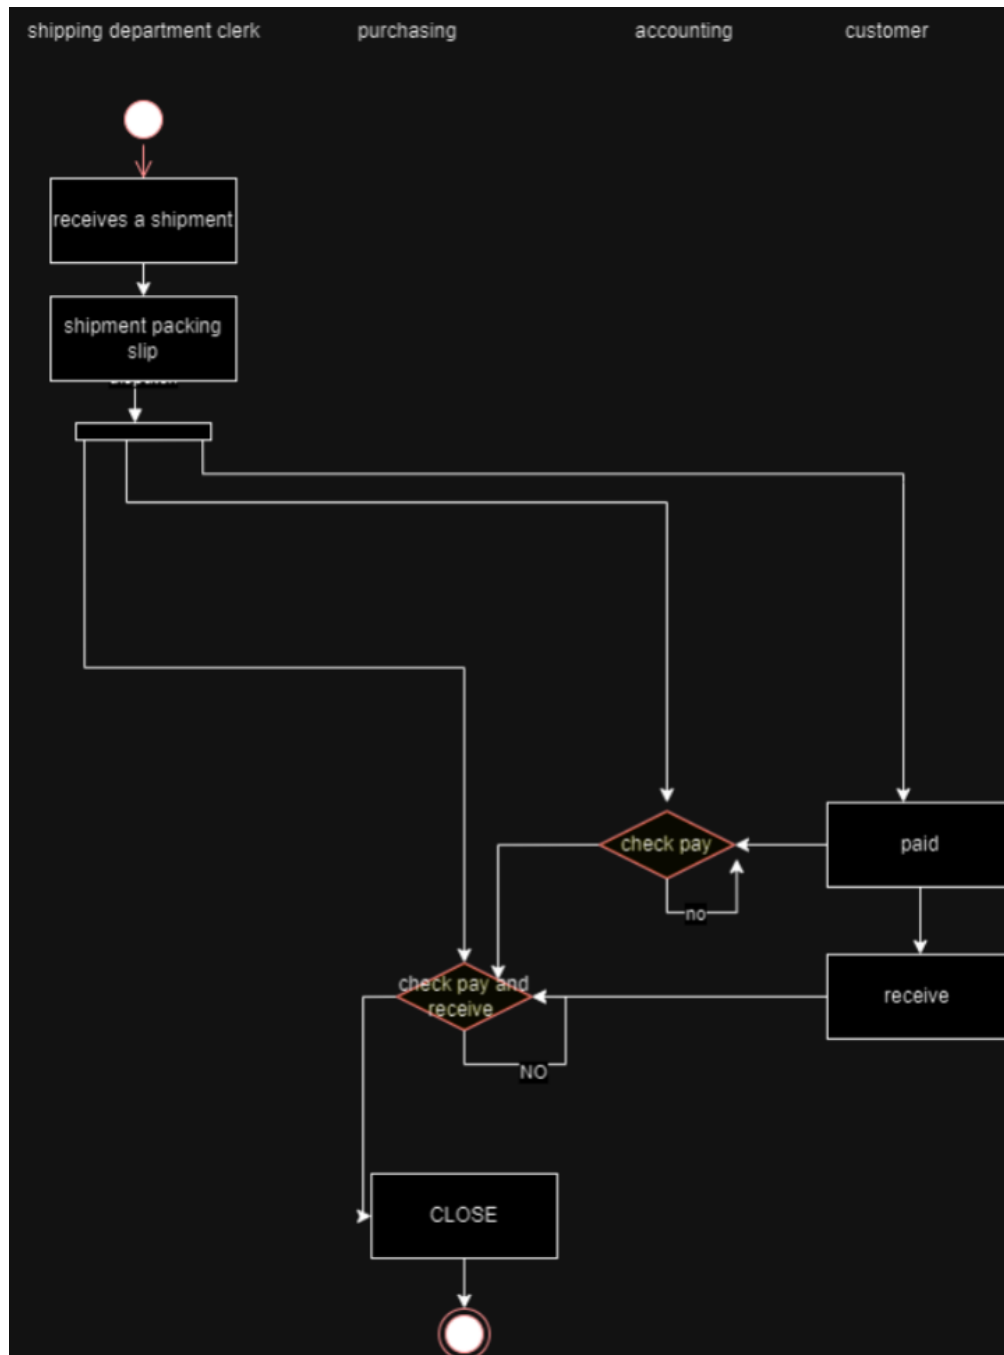 shipping department clerk
purchasing
accounting
customer
receives a shipment
shipment packing
slip
paid
check pay
no
check pay and
receive
receive
NO
CLOSE